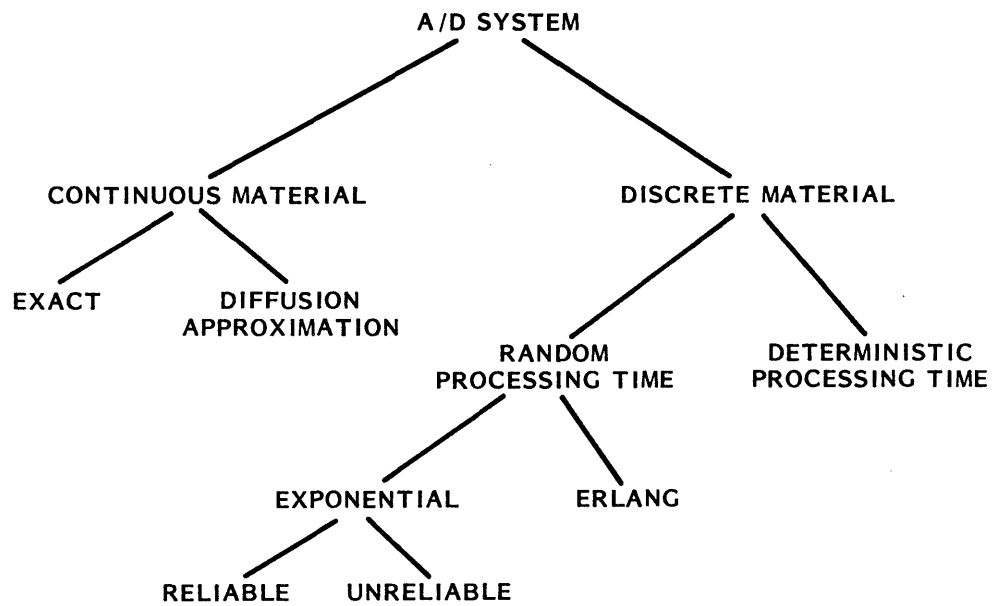 A/D SYSTEM
CONTINUOUS MATERIAL
DISCRETE MATERIAL
EXACT
DIFFUSION
APPROXIMATION
RANDOM
PROCESSING TIME
DETERMINISTIC
PROCESSING TIME
EXPONENTIAL
ERLANG
RELIABLE
UNRELIABLE